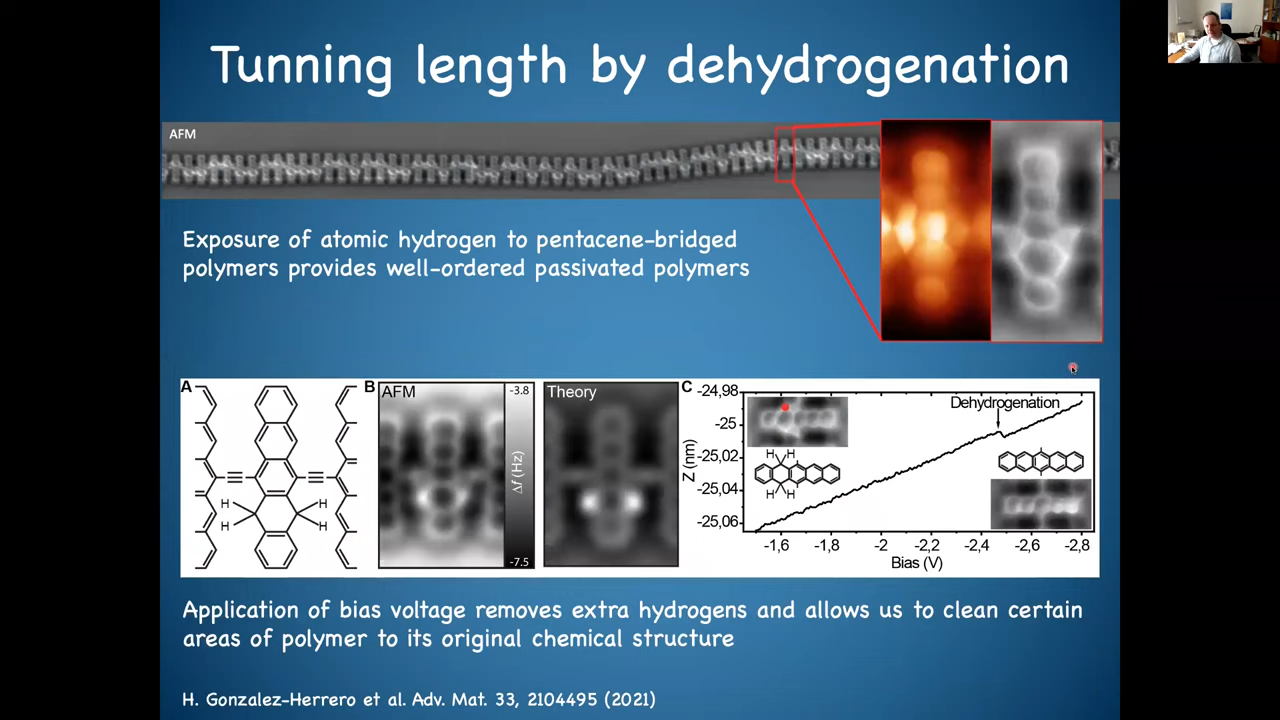 Tunning length by dehydrogenation
AFM
Exposure of atomic hydrogen to pentacene-bridged
polymers provides well-ordered passivated polymers
A
H
H
H
H
B
AFM
-3.8
Δf (Hz)
-7.5
Theory
C
-24,98
-25
-25,02
-25,04
-25,06
Z (nm)
Dehydrogenation
H H
H H
-1,6 -1,8 -2 -2,2 -2,4 -2,6 -2,8
Bias (V)
Application of bias voltage removes extra hydrogens and allows us to clean certain
areas of polymer to its original chemical structure
H. Gonzalez-Herrero et al. Adv. Mat. 33, 2104495 (2021)